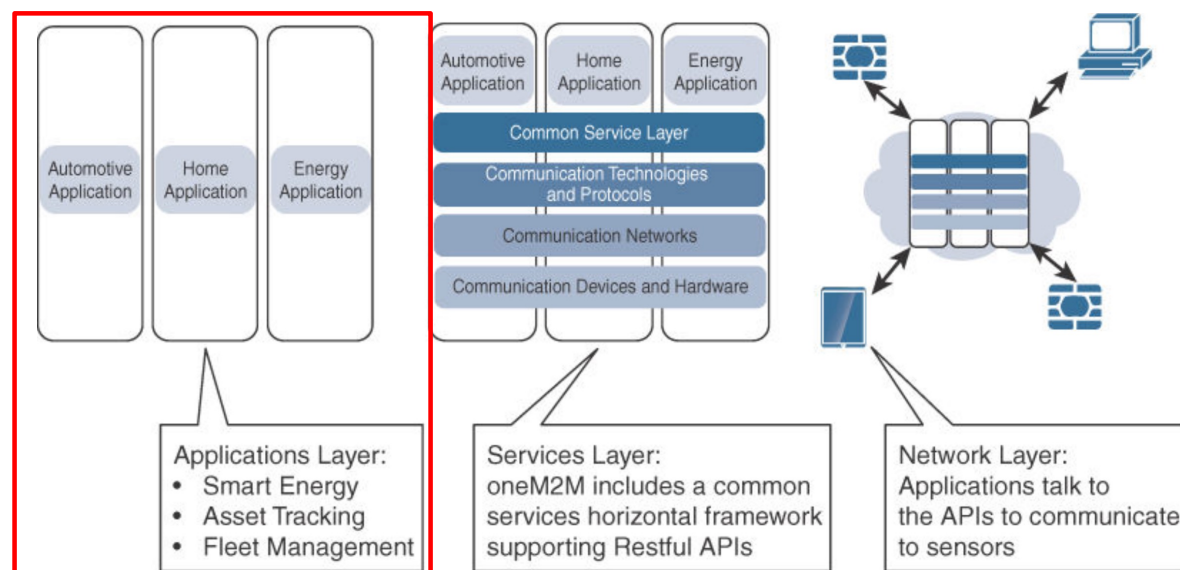 Automotive
Application
Home
Application
Energy
Application
Applications Layer:
• Smart Energy
• Asset Tracking
• Fleet Management
Automotive
Application
Home
Application
Energy
Application
Common Service Layer
Communication Technologies
and Protocols
Communication Networks
Communication Devices and Hardware
Services Layer:
oneM2M includes a common
services horizontal framework
supporting Restful APIs
Network Layer:
Applications talk to
the APIs to communicate
to sensors